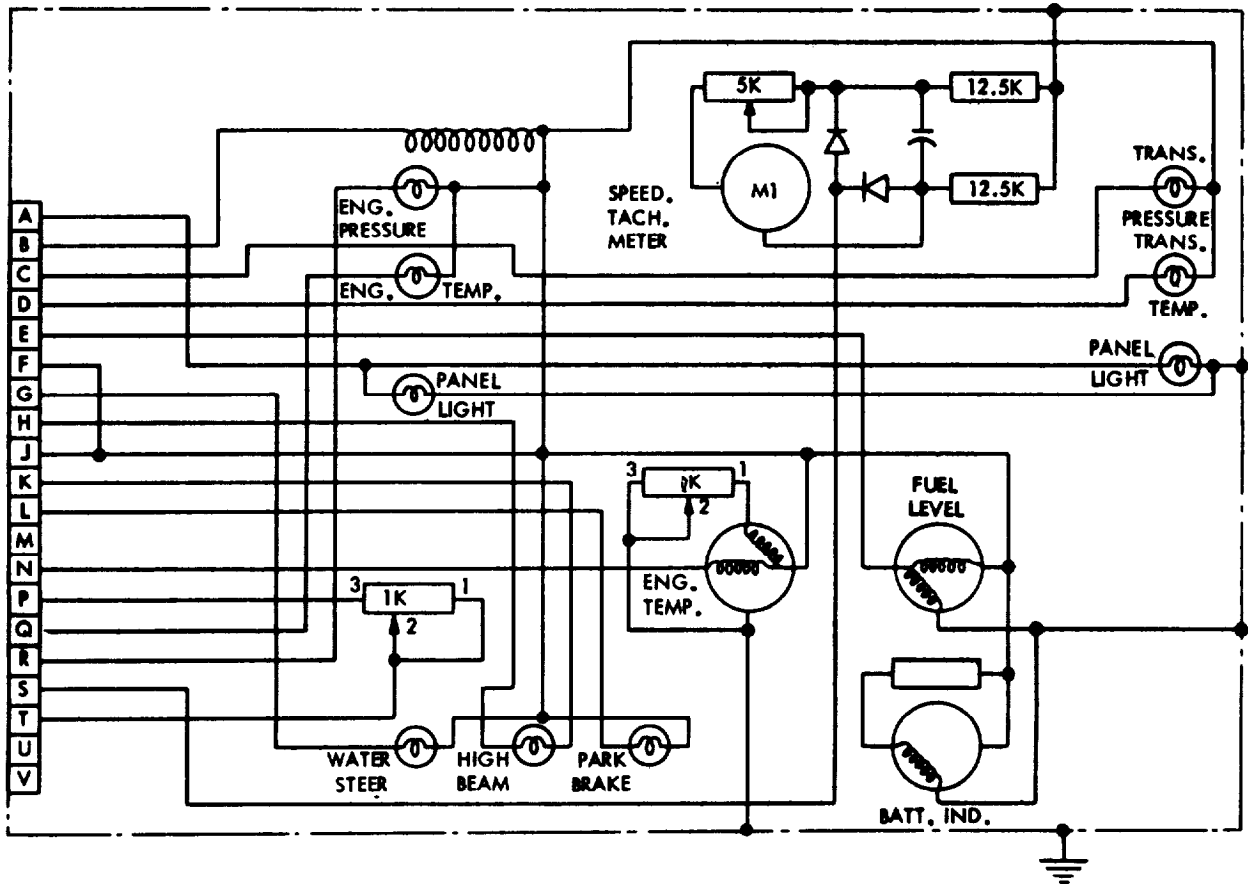 5K
12.5K
M1
12.5K
SPEED.
TACH.
METER
TRANS.
PRESSURE
TRANS.
TEMP.
ENG.
PRESSURE
ENG. TEMP.
A
B
C
D
E
F
G
H
J
K
L
M
N
P
Q
R
S
T
U
V
PANEL
LIGHT
PANEL
LIGHT
3 1K 1
2
ENG.
TEMP.
FUEL
LEVEL
3 1K 1
2
WATER
STEER
HIGH
BEAM
PARK
BRAKE
BATT. IND.